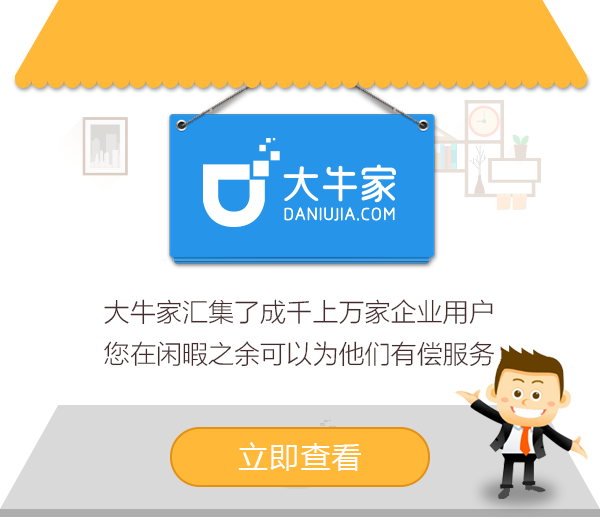 大牛家
DANIUJIA.COM
大牛家汇集了成千上万家企业用户
您在闲暇之余可以为他们有偿服务
立即查看